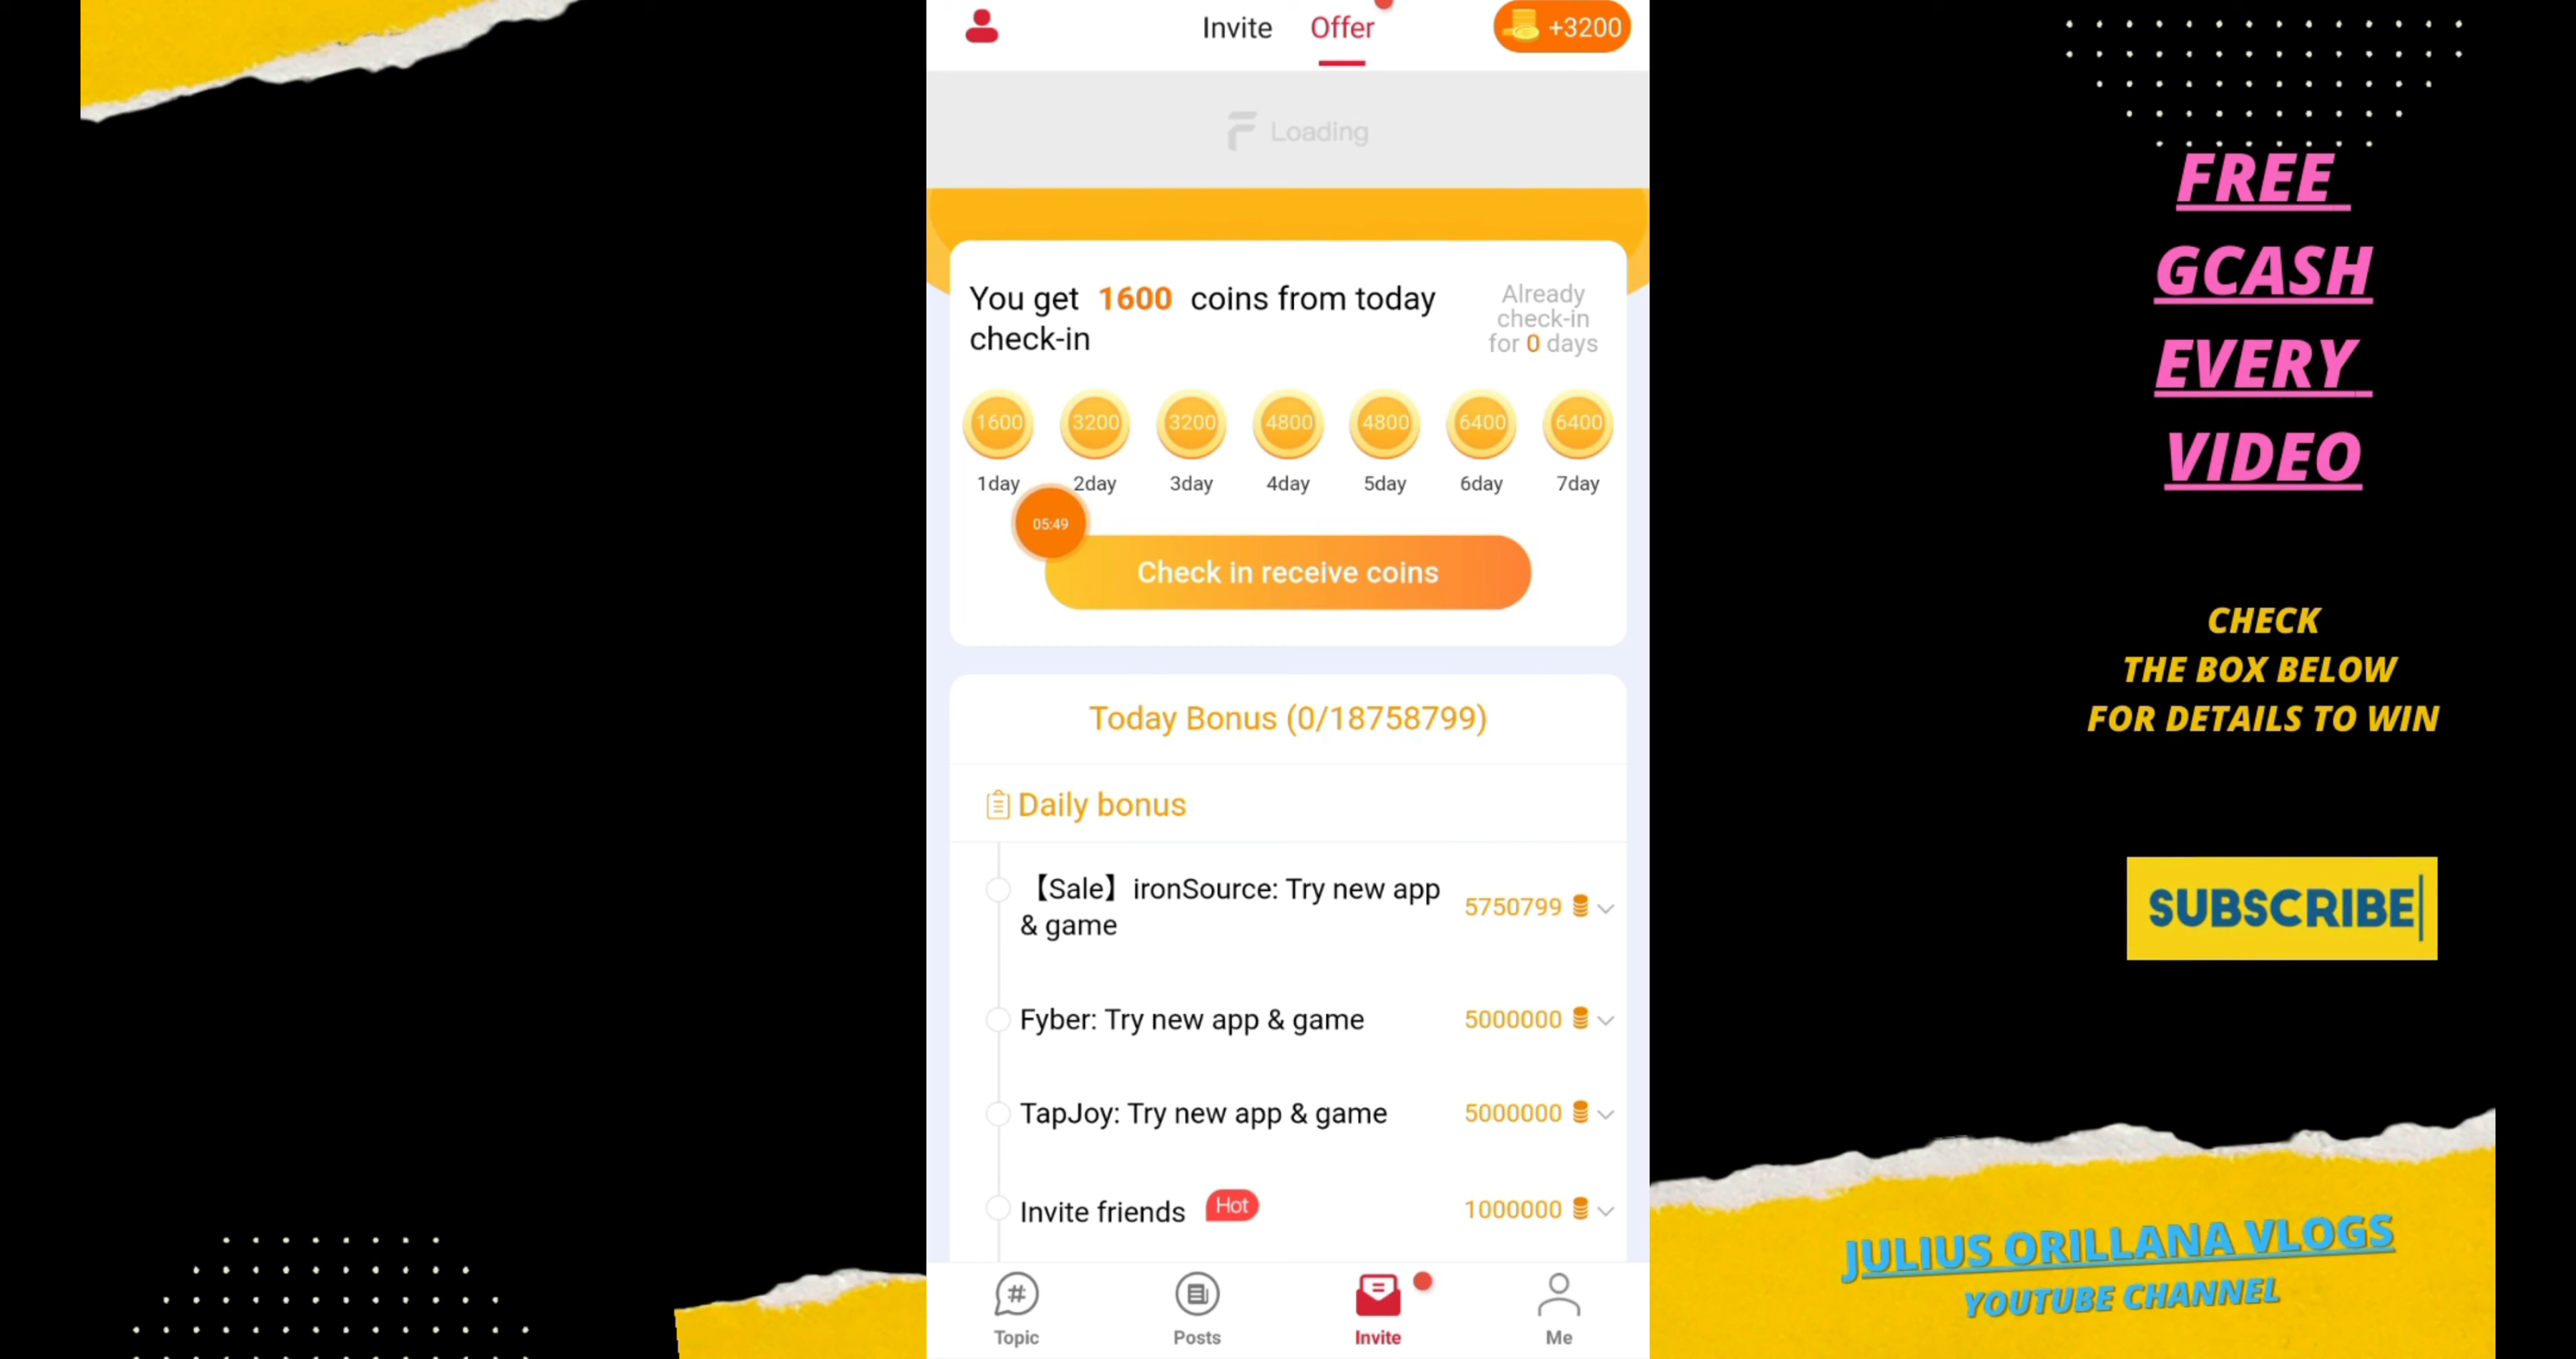 Invite Offer +3200
Loading
You get 1600 coins from today
check-in
Already
check-in
for 0 days
1600 3200 3200 4800 4800 6400 6400
1day 2day 3day 4day 5day 6day 7day
05:49
Check in receive coins
Today Bonus (0/18758799)
Daily bonus
【Sale】ironSource: Try new app
& game
5750799
Fyber: Try new app & game 5000000
TapJoy: Try new app & game 5000000
Invite friends Hot 1000000
Topic Posts Invite Me
FREE
GCASH
EVERY
VIDEO
CHECK
THE BOX BELOW
FOR DETAILS TO WIN
SUBSCRIBE
JULIUS ORILLANA VLOGS
YOUTUBE CHANNEL